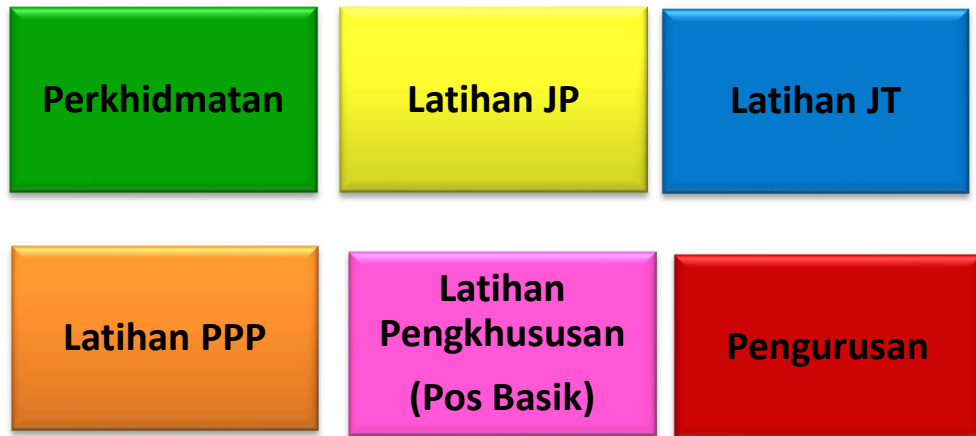 Perkhidmatan
Latihan JP
Latihan JT
Latihan PPP
Latihan
Pengkhususan
(Pos Basik)
Pengurusan